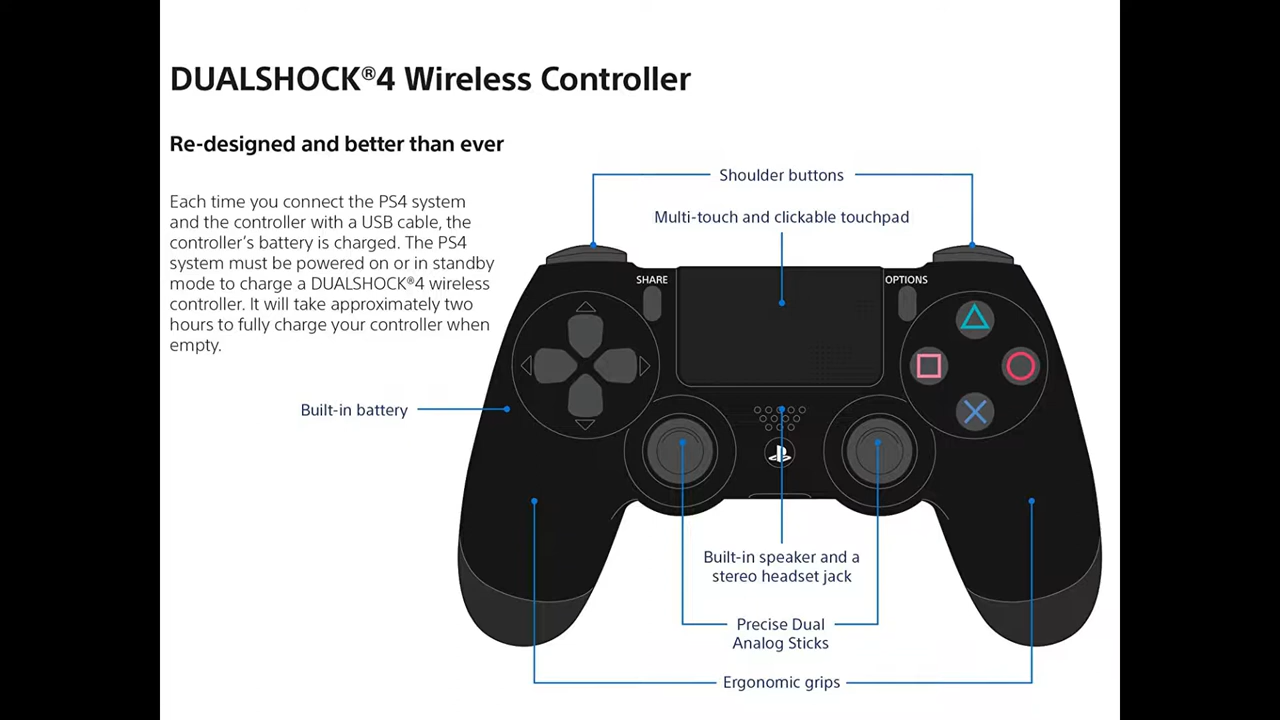 DUALSHOCK®4 Wireless Controller
Re-designed and better than ever
Each time you connect the PS4 system
and the controller with a USB cable, the
controller’s battery is charged. The PS4
system must be powered on or in standby
mode to charge a DUALSHOCK®4 wireless
controller. It will take approximately two
hours to fully charge your controller when
empty.
Shoulder buttons
Multi-touch and clickable touchpad
SHARE
OPTIONS
Built-in battery
Built-in speaker and a
stereo headset jack
Precise Dual
Analog Sticks
Ergonomic grips